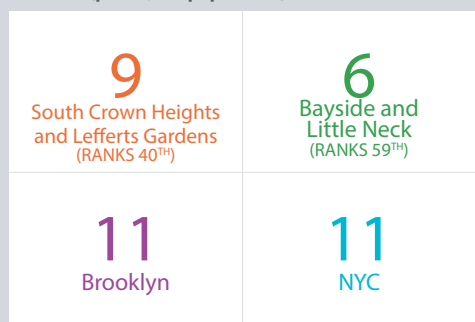 9
South Crown Heights
and Lefferts Gardens
(RANKS 40TH)
6
Bayside and
Little Neck
(RANKS 59TH)
11
Brooklyn
11
NYC